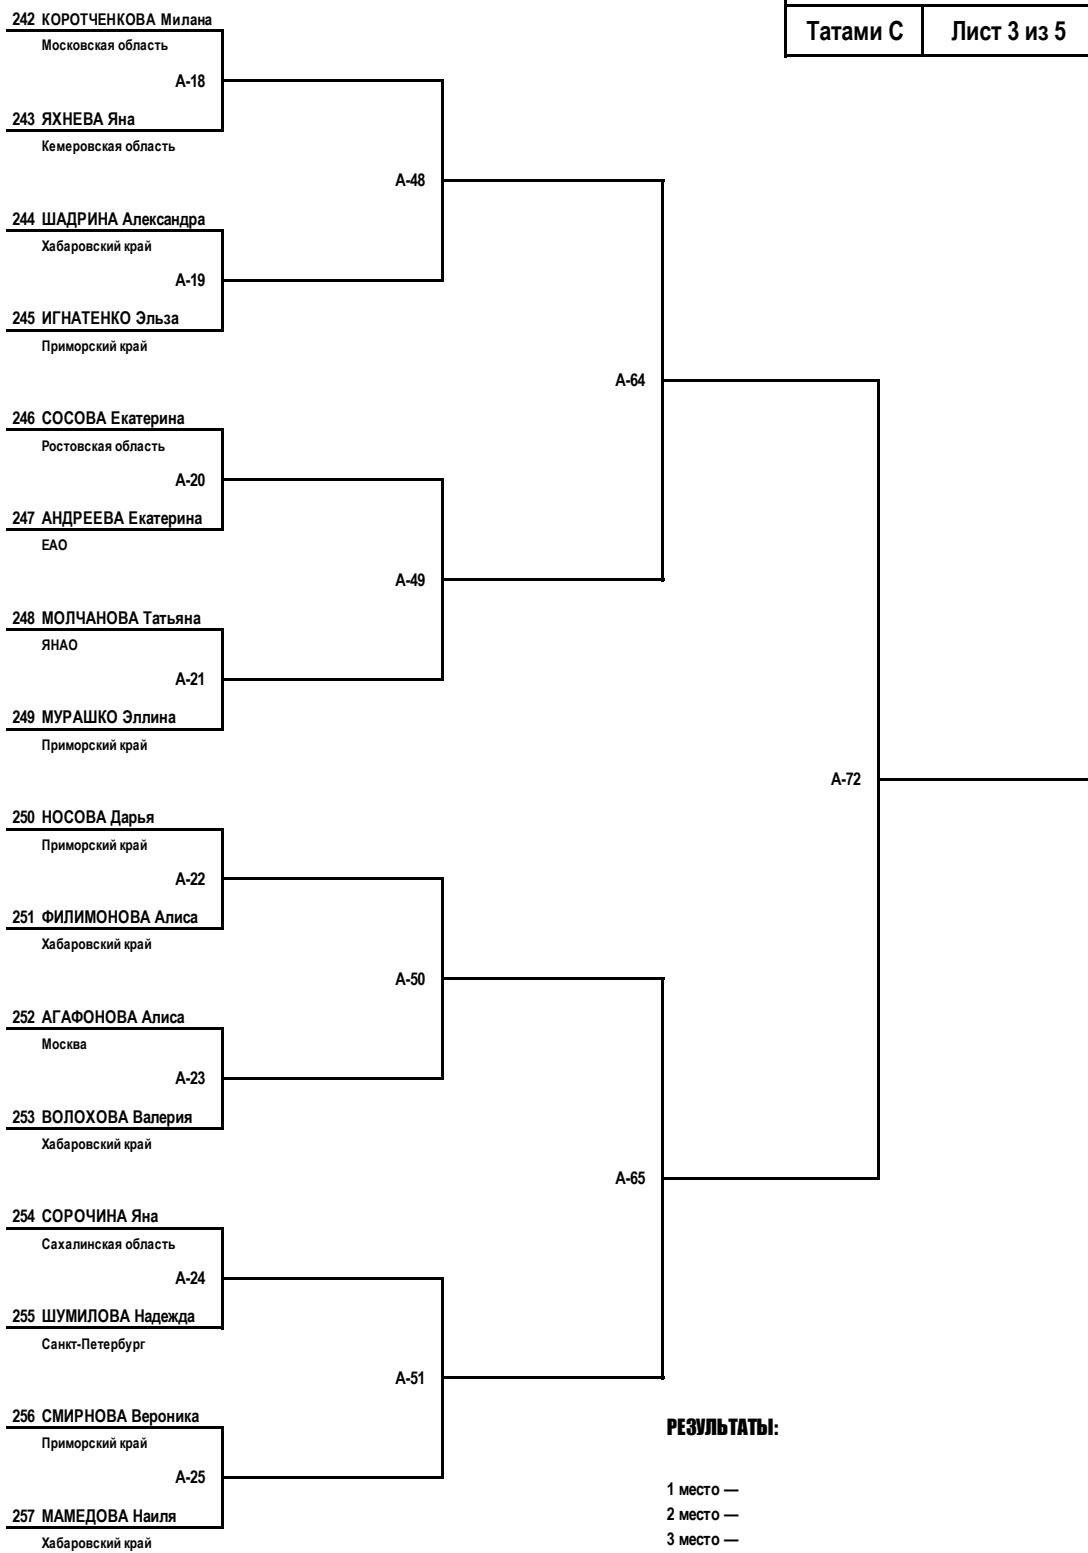 Татами С Лист 3 из 5
242 КОРОТЧЕНКОВА Милана
Московская область
А-18
243 ЯХНЕВА Яна
Кемеровская область
А-48
244 ШАДРИНА Александра
Хабаровский край
А-19
245 ИГНАТЕНКО Эльза
Приморский край
А-64
246 СОСОВА Екатерина
Ростовская область
А-20
247 АНДРЕЕВА Екатерина
ЕАО
А-49
248 МОЛЧАНОВА Татьяна
ЯНАО
А-21
249 МУРАШКО Эллина
Приморский край
А-72
250 НОСОВА Дарья
Приморский край
А-22
251 ФИЛИМОНОВА Алиса
Хабаровский край
А-50
252 АГАФОНОВА Алиса
Москва
А-23
253 ВОЛОХОВА Валерия
Хабаровский край
А-65
254 СОРОЧИНА Яна
Сахалинская область
А-24
255 ШУМИЛОВА Надежда
Санкт-Петербург
А-51
256 СМИРНОВА Вероника
Приморский край
А-25
257 МАМЕДОВА Наиля
Хабаровский край
РЕЗУЛЬТАТЫ:
1 место —
2 место —
3 место —